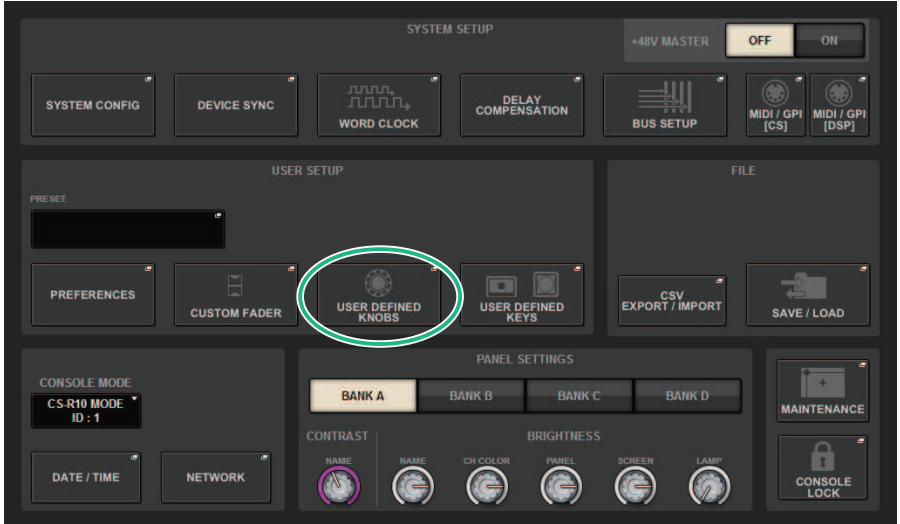 SYSTEM SETUP
+48V MASTER
OFF
ON
SYSTEM CONFIG
DEVICE SYNC
WORD CLOCK
DELAY
COMPENSATION
BUS SETUP
MIDI / GPI
[CS]
MIDI / GPI
[DSP]
USER SETUP
PRESET
PREFERENCES
CUSTOM FADER
USER DEFINED
KNOBS
USER DEFINED
KEYS
FILE
CSV
EXPORT / IMPORT
SAVE / LOAD
CONSOLE MODE
CS-R10 MODE
ID : 1
DATE / TIME
NETWORK
PANEL SETTINGS
BANK A
BANK B
BANK C
BANK D
CONTRAST
BRIGHTNESS
NAME
NAME
CH COLOR
PANEL
SCREEN
LAMP
MAINTENANCE
CONSOLE
LOCK